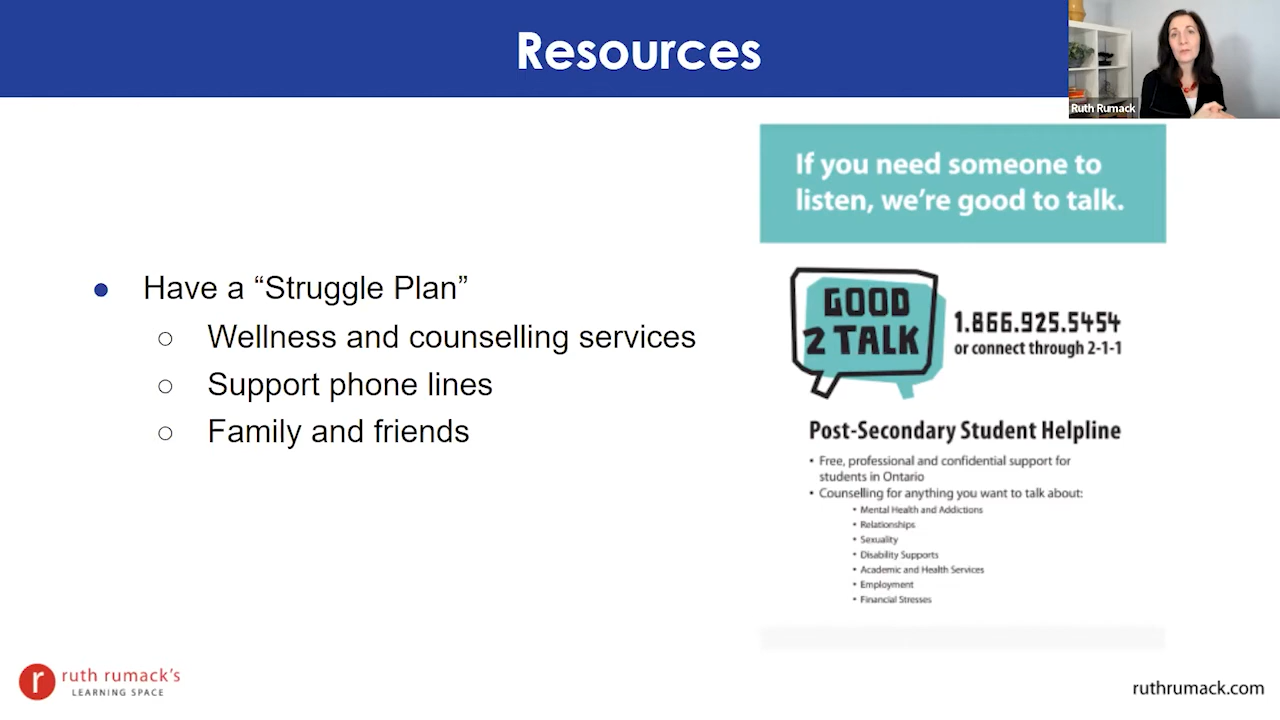 Resources
Ruth Rumack
If you need someone to
listen, we're good to talk.
● Have a “Struggle Plan”
○ Wellness and counselling services
○ Support phone lines
○ Family and friends
GOOD
2 TALK
1.866.925.5454
or connect through 2-1-1
Post-Secondary Student Helpline
• Free, professional and confidential support for
students in Ontario
• Counselling for anything you want to talk about:
• Mental Health and Addictions
• Relationships
• Sexuality
• Disability Supports
• Academic and Health Services
• Employment
• Financial Stresses
r
ruth rumack's
LEARNING SPACE
ruthrumack.com